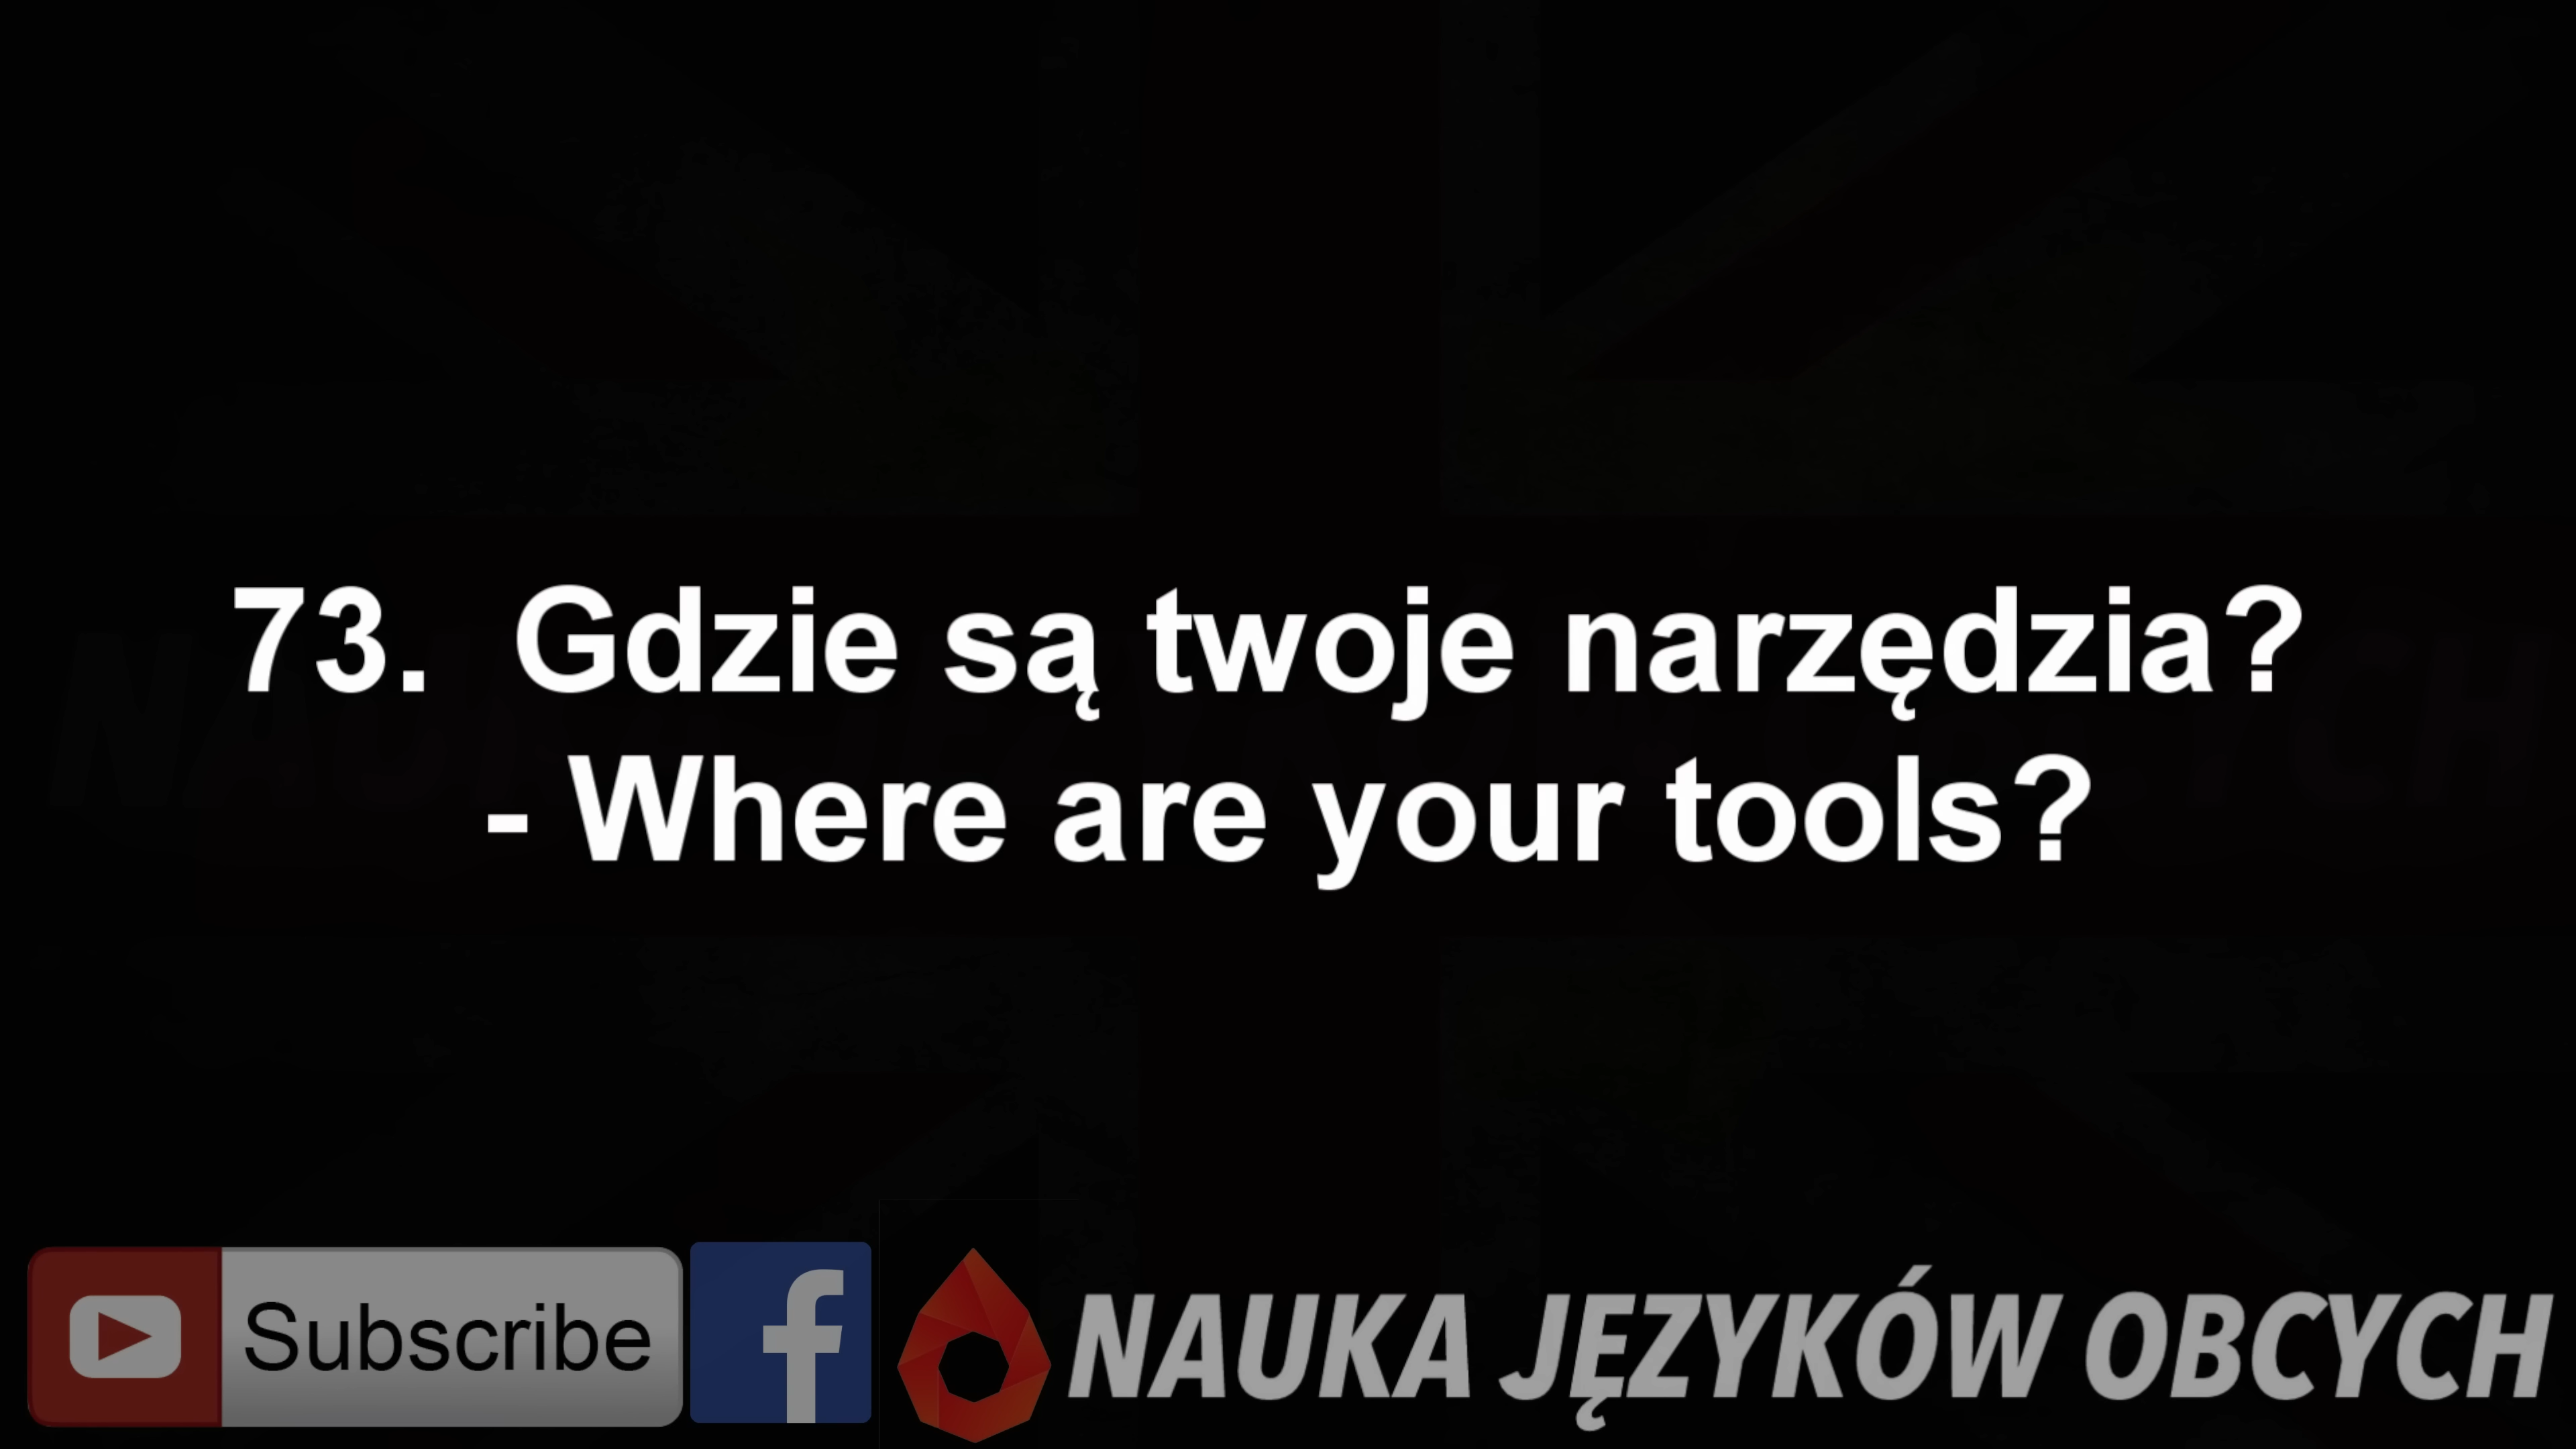 73. Gdzie są twoje narzędzia?
- Where are your tools?
Subscribe
NAUKA JĘZYKÓW OBCYCH